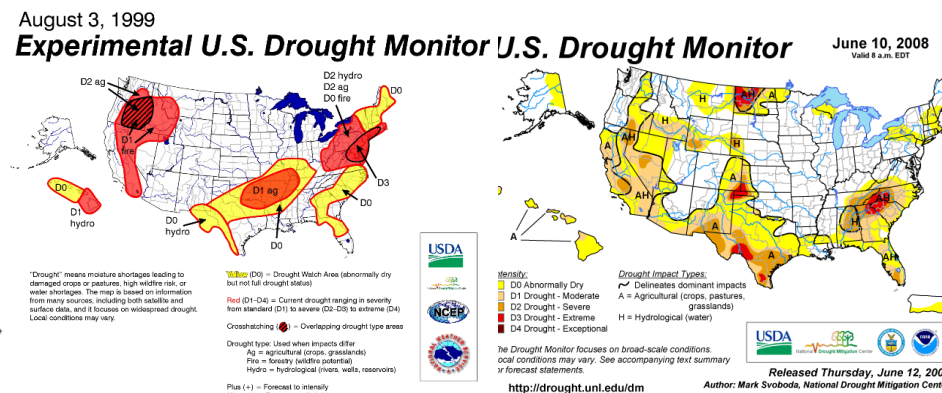 August 3, 1999
Experimental U.S. Drought Monitor
D2 ag
D2 hydro
D2 ag
D0 fire
D0
D1
fire
D3
D0
D1
hydro
D1 ag
D0
hydro
D0
D0
"Drought" means moisture shortages leading to
damaged crops or pastures, high wildfire risk, or
water shortages. The map is based on information
from many sources, including both satellite and
surface data, and it focuses on widespread drought.
Local conditions may vary.
Yellow (D0) = Drought Watch Area (abnormally dry
but not full drought status)
Red (D1–D4) = Current drought ranging in severity
from standard (D1) to severe (D2–D3) to extreme (D4)
Crosshatching ( ) = Overlapping drought type areas
Drought type: Used when impacts differ
Ag = agricultural (crops, grasslands)
Fire = forestry (wildfire potential)
Hydro = hydrological (rivers, wells, reservoirs)
Plus (+) = Forecast to intensify
USDA
NCEP
U.S. Drought Monitor
June 10, 2008
Valid 8 a.m. EDT
H
AH
A
H
AH
A
H
A
AH
A
AH
H
AH
A
ntensity:
D0 Abnormally Dry
D1 Drought - Moderate
D2 Drought - Severe
D3 Drought - Extreme
D4 Drought - Exceptional
Drought Impact Types:
Delineates dominant impacts
A = Agricultural (crops, pastures,
grasslands)
H = Hydrological (water)
he Drought Monitor focuses on broad-scale conditions.
ocal conditions may vary. See accompanying text summary
or forecast statements.
http://drought.unl.edu/dm
USDA
National Drought Mitigation Center
Released Thursday, June 12, 200
Author: Mark Svoboda, National Drought Mitigation Cent